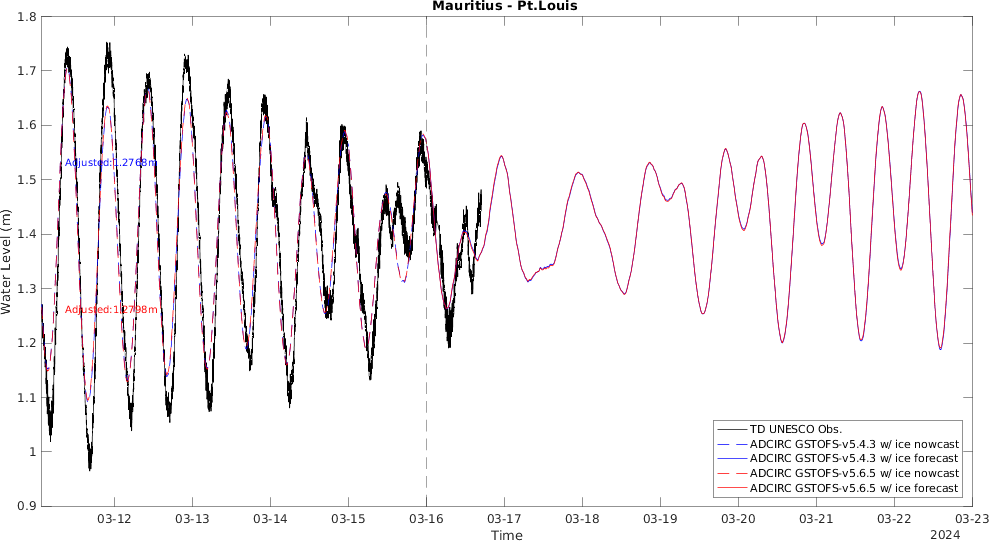 Mauritius - Pt.Louis
Water Level (m)
1.8
1.7
1.6
1.5
1.4
1.3
1.2
1.1
1
0.9
Adjusted:1.2768m
Adjusted:1.2798m
TD UNESCO Obs.
ADCIRC GSTOFS-v5.4.3 w/ ice nowcast
ADCIRC GSTOFS-v5.4.3 w/ ice forecast
ADCIRC GSTOFS-v5.6.5 w/ ice nowcast
ADCIRC GSTOFS-v5.6.5 w/ ice forecast
03-12 03-13 03-14 03-15 03-16 03-17 03-18 03-19 03-20 03-21 03-22 03-23
Time
2024